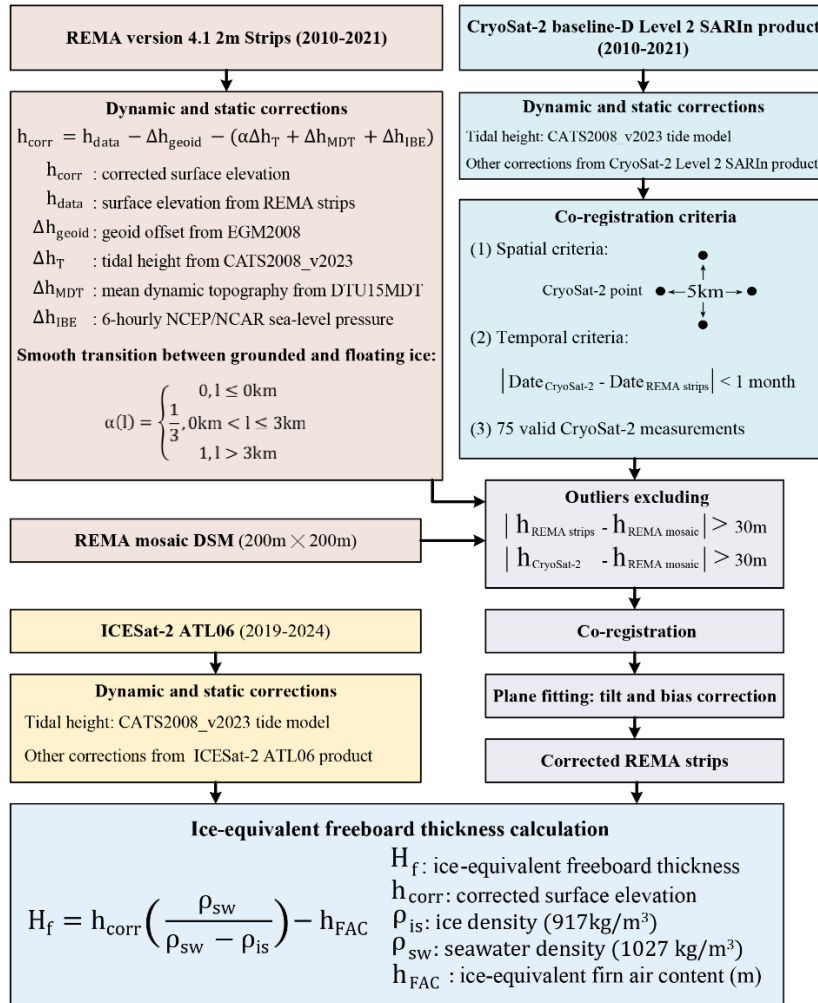 REMA version 4.1 2m Strips (2010-2021)
Dynamic and static corrections
h_corr = h_data − Δh_geoid − (αΔh_T + Δh_MDT + Δh_IBE)
h_corr : corrected surface elevation
h_data : surface elevation from REMA strips
Δh_geoid : geoid offset from EGM2008
Δh_T : tidal height from CATS2008_v2023
Δh_MDT : mean dynamic topography from DTU15MDT
Δh_IBE : 6-hourly NCEP/NCAR sea-level pressure
Smooth transition between grounded and floating ice:
α(l) = { 0, l ≤ 0km
1/3, 0km < l ≤ 3km
1, l > 3km
CryoSat-2 baseline-D Level 2 SARIn product
(2010-2021)
Dynamic and static corrections
Tidal height: CATS2008_v2023 tide model
Other corrections from CryoSat-2 Level 2 SARIn product
Co-registration criteria
(1) Spatial criteria:
CryoSat-2 point
5km
(2) Temporal criteria:
| Date_CryoSat-2 - Date_REMA strips | < 1 month
(3) 75 valid CryoSat-2 measurements
REMA mosaic DSM (200m × 200m)
Outliers excluding
| h_REMA strips - h_REMA mosaic | > 30m
| h_CryoSat-2 - h_REMA mosaic | > 30m
Co-registration
Plane fitting: tilt and bias correction
Corrected REMA strips
ICESat-2 ATL06 (2019-2024)
Dynamic and static corrections
Tidal height: CATS2008_v2023 tide model
Other corrections from ICESat-2 ATL06 product
Ice-equivalent freeboard thickness calculation
H_f = h_corr (ρ_sw / (ρ_sw − ρ_is)) − h_FAC
H_f : ice-equivalent freeboard thickness
h_corr: corrected surface elevation
ρ_is: ice density (917kg/m³)
ρ_sw: seawater density (1027 kg/m³)
h_FAC : ice-equivalent firn air content (m)